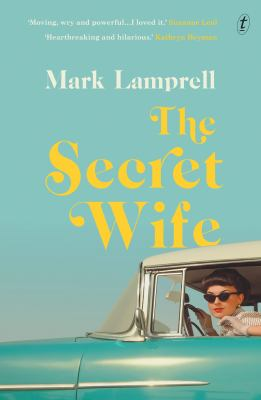 'Moving, wry and powerful...I loved it.' Suzanne Leal
'Heartbreaking and hilarious.' Kathryn Heyman
t
Mark Lamprell
The
Secret
Wife